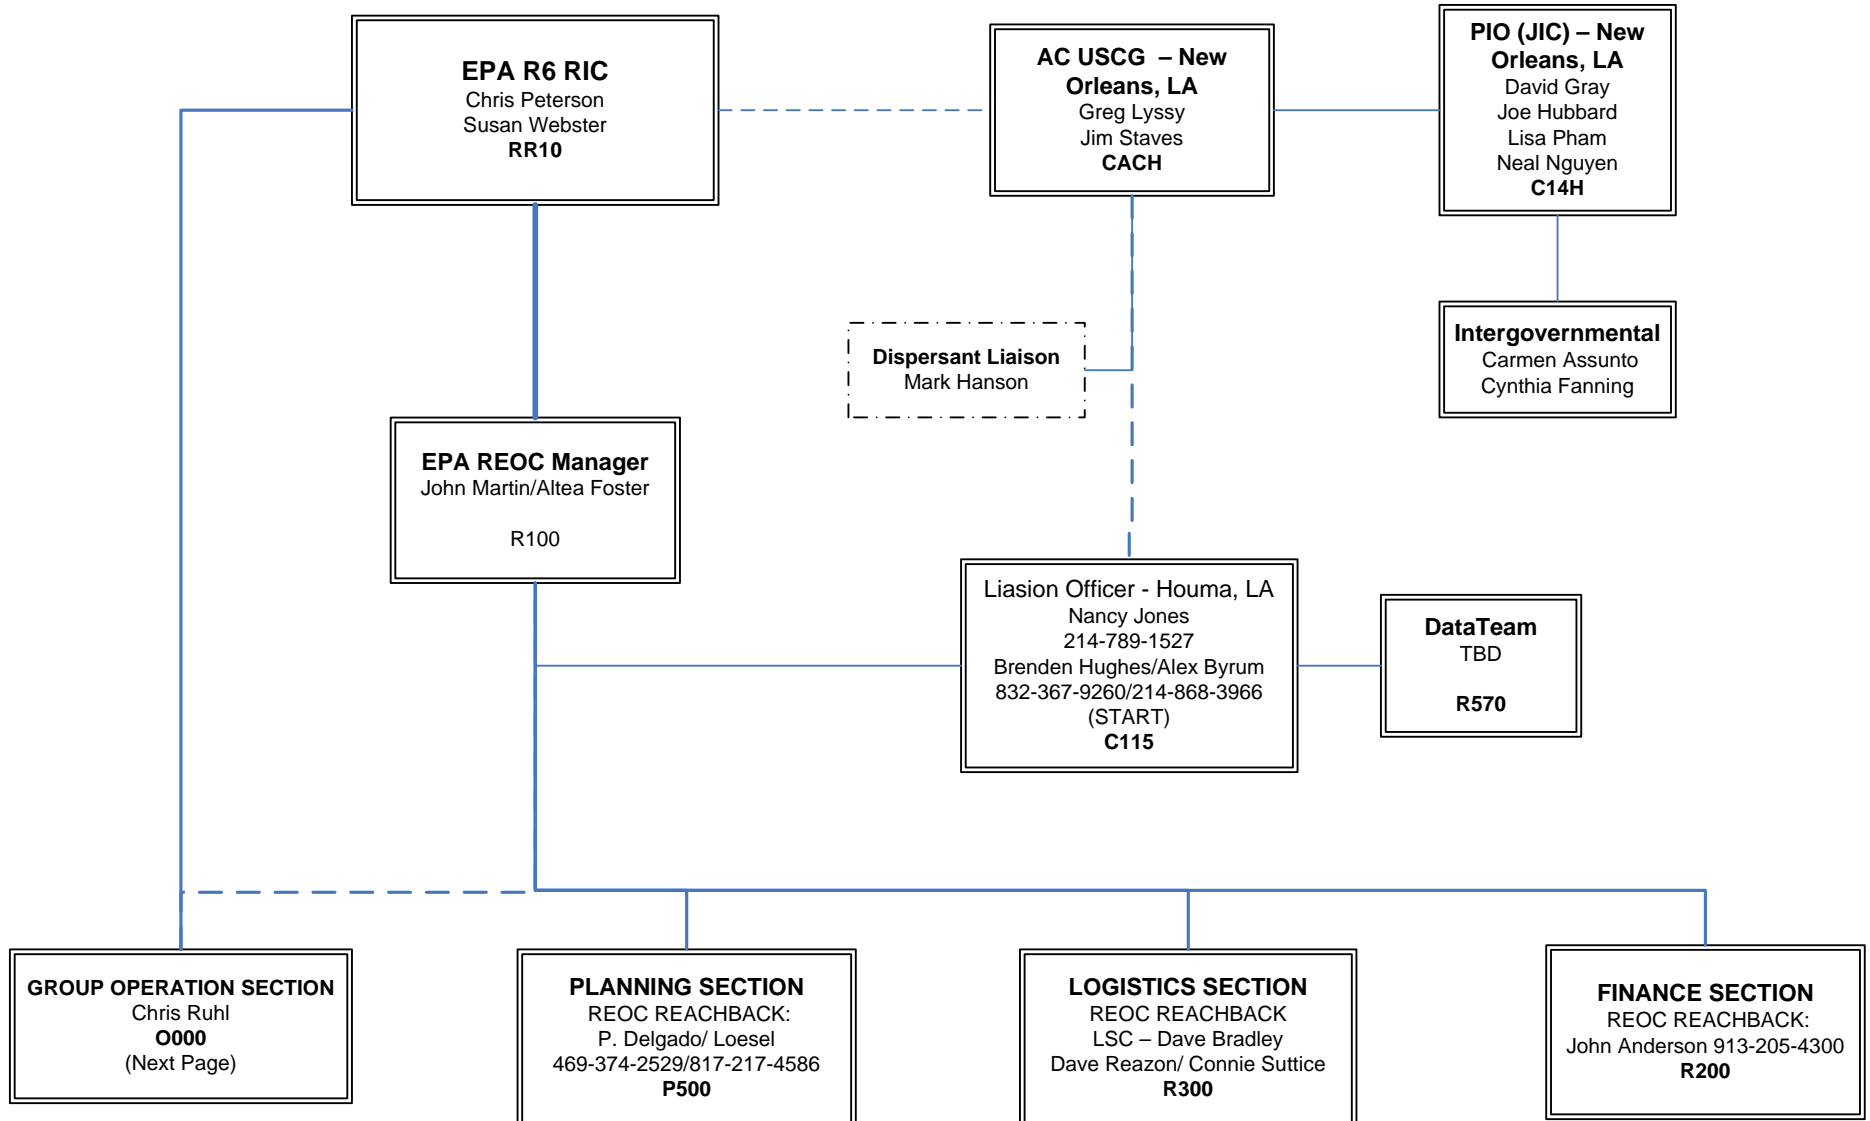 EPA R6 RIC
Chris Peterson
Susan Webster
RR10
AC USCG – New
Orleans, LA
Greg Lyssy
Jim Staves
CACH
PIO (JIC) – New
Orleans, LA
David Gray
Joe Hubbard
Lisa Pham
Neal Nguyen
C14H
Intergovernmental
Carmen Assunto
Cynthia Fanning
Dispersant Liaison
Mark Hanson
EPA REOC Manager
John Martin/Altea Foster
R100
Liasion Officer - Houma, LA
Nancy Jones
214-789-1527
Brenden Hughes/Alex Byrum
832-367-9260/214-868-3966
(START)
C115
DataTeam
TBD
R570
GROUP OPERATION SECTION
Chris Ruhl
O000
(Next Page)
PLANNING SECTION
REOC REACHBACK:
P. Delgado/ Loesel
469-374-2529/817-217-4586
P500
LOGISTICS SECTION
REOC REACHBACK
LSC – Dave Bradley
Dave Reazon/ Connie Suttice
R300
FINANCE SECTION
REOC REACHBACK:
John Anderson 913-205-4300
R200